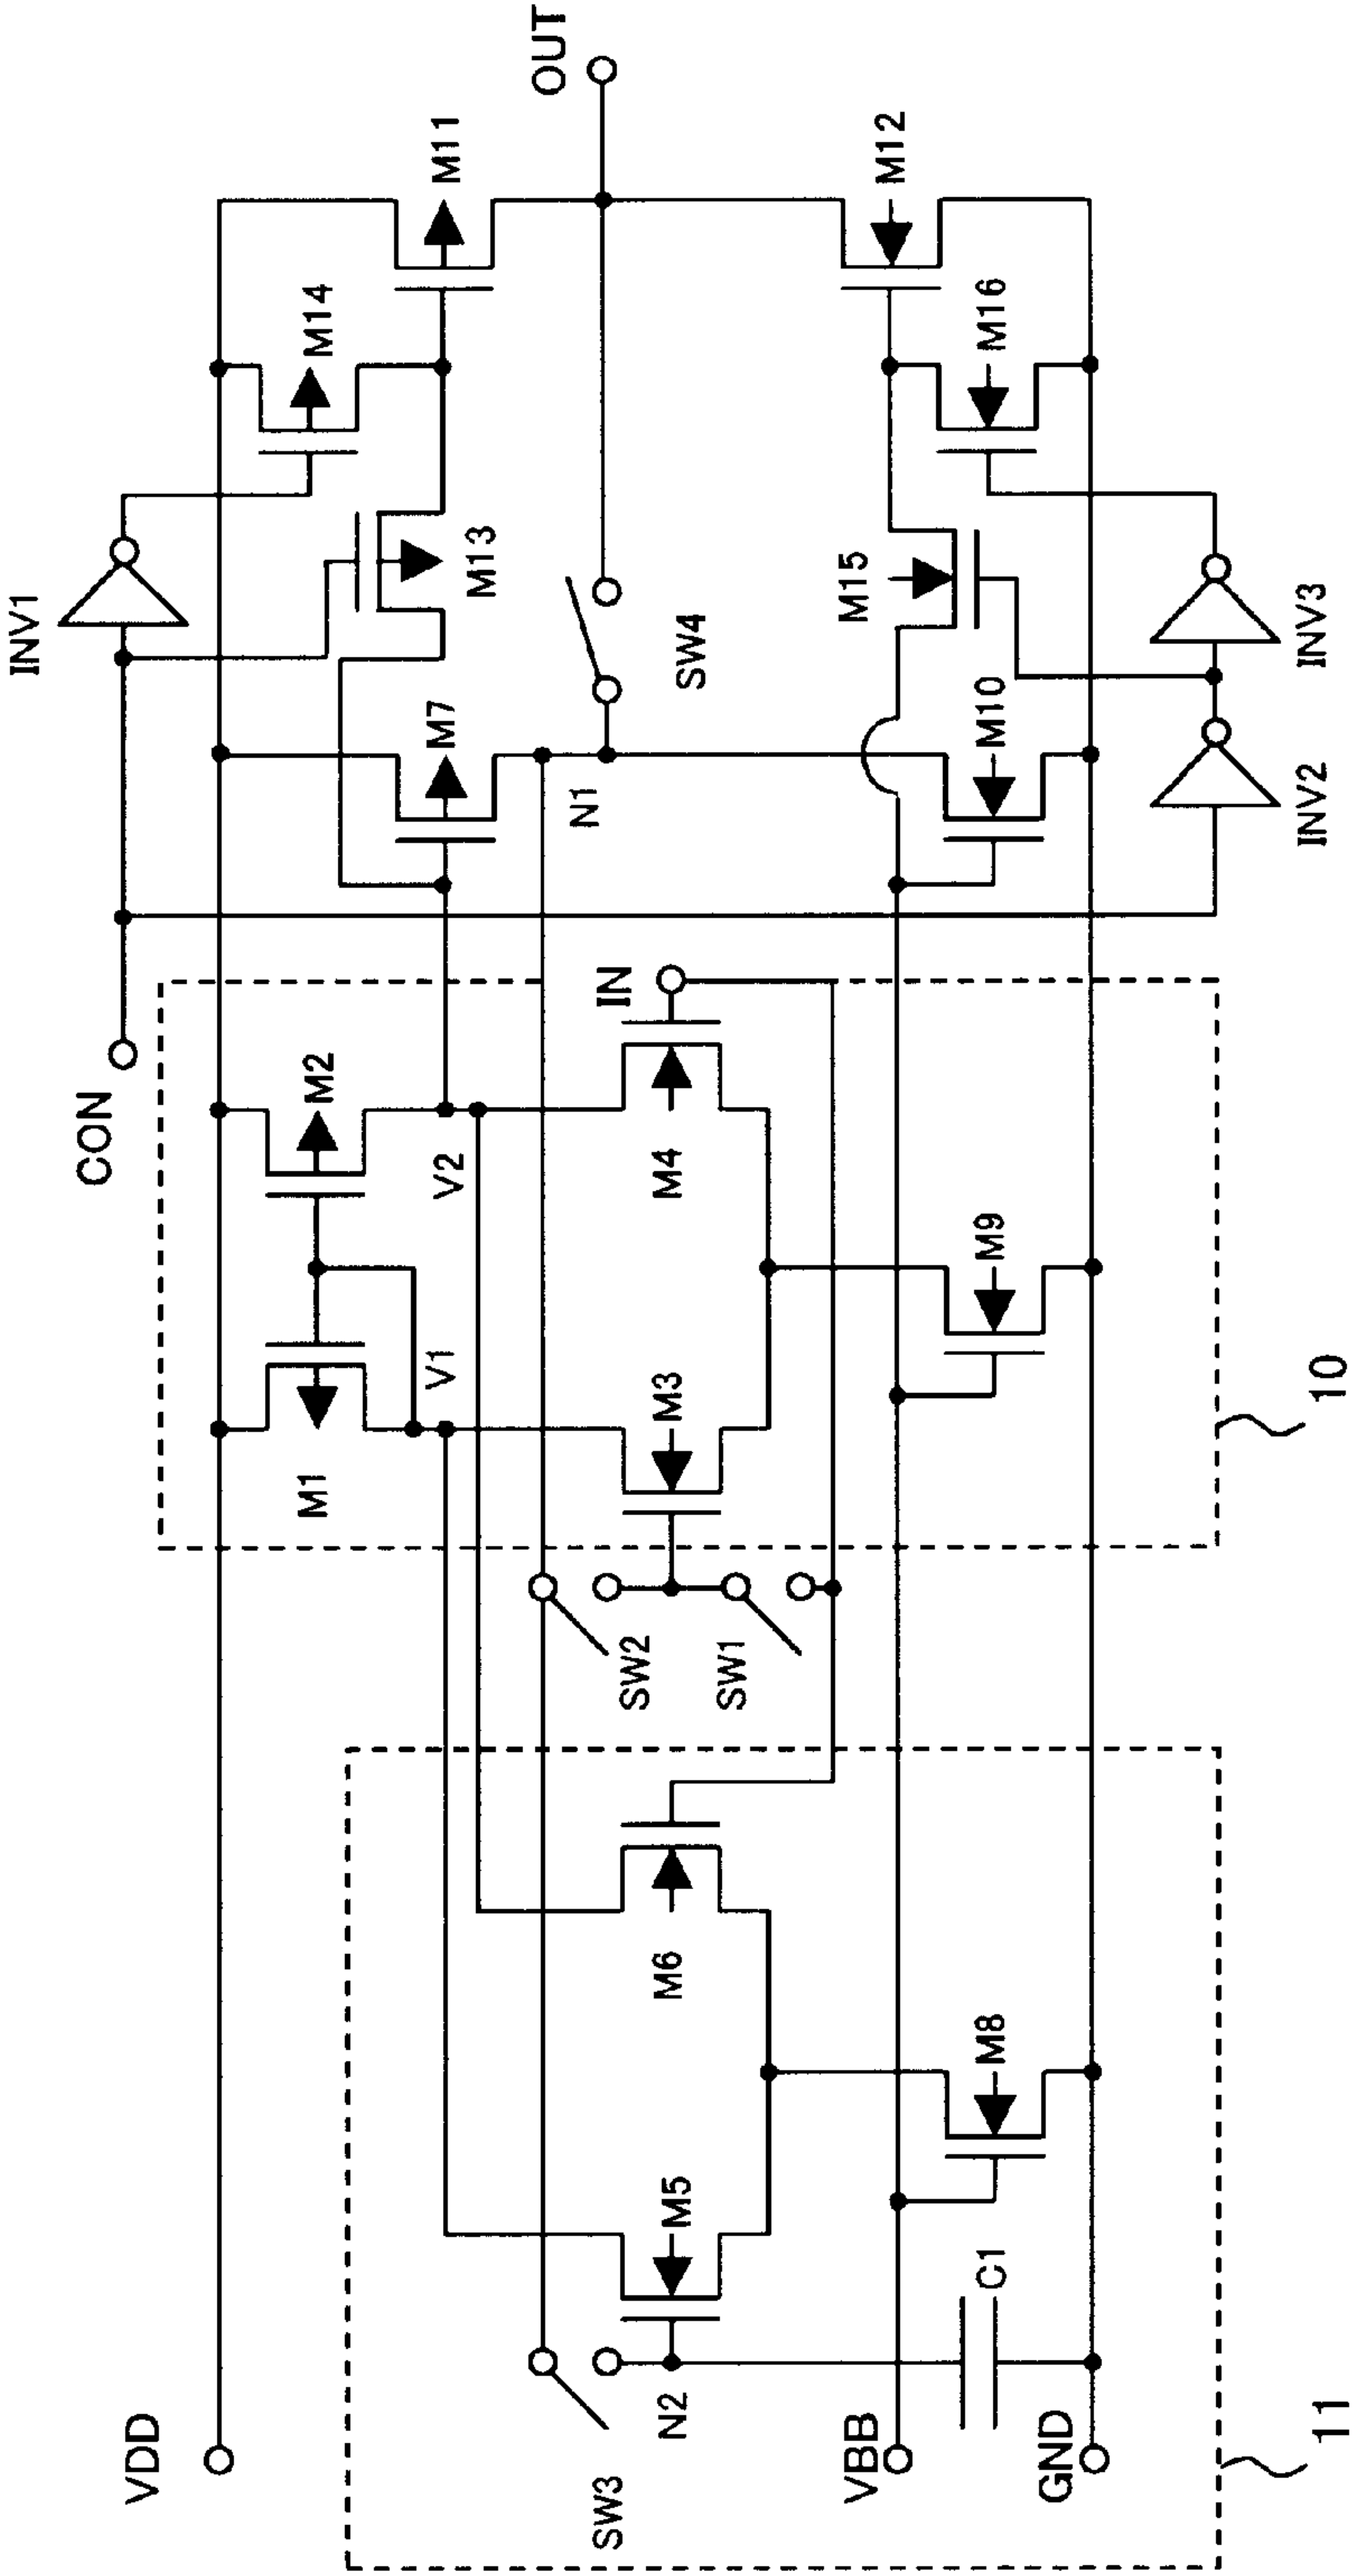 INV1
CON
VDD
M14
M11
OUT
M13
M7
M2
M1
V2
V1
N1
SW4
IN
M4
M3
SW2
SW1
M6
M5
SW3
N2
M12
M16
M15
M10
M9
M8
C1
VBB
GND
INV3
INV2
10
11